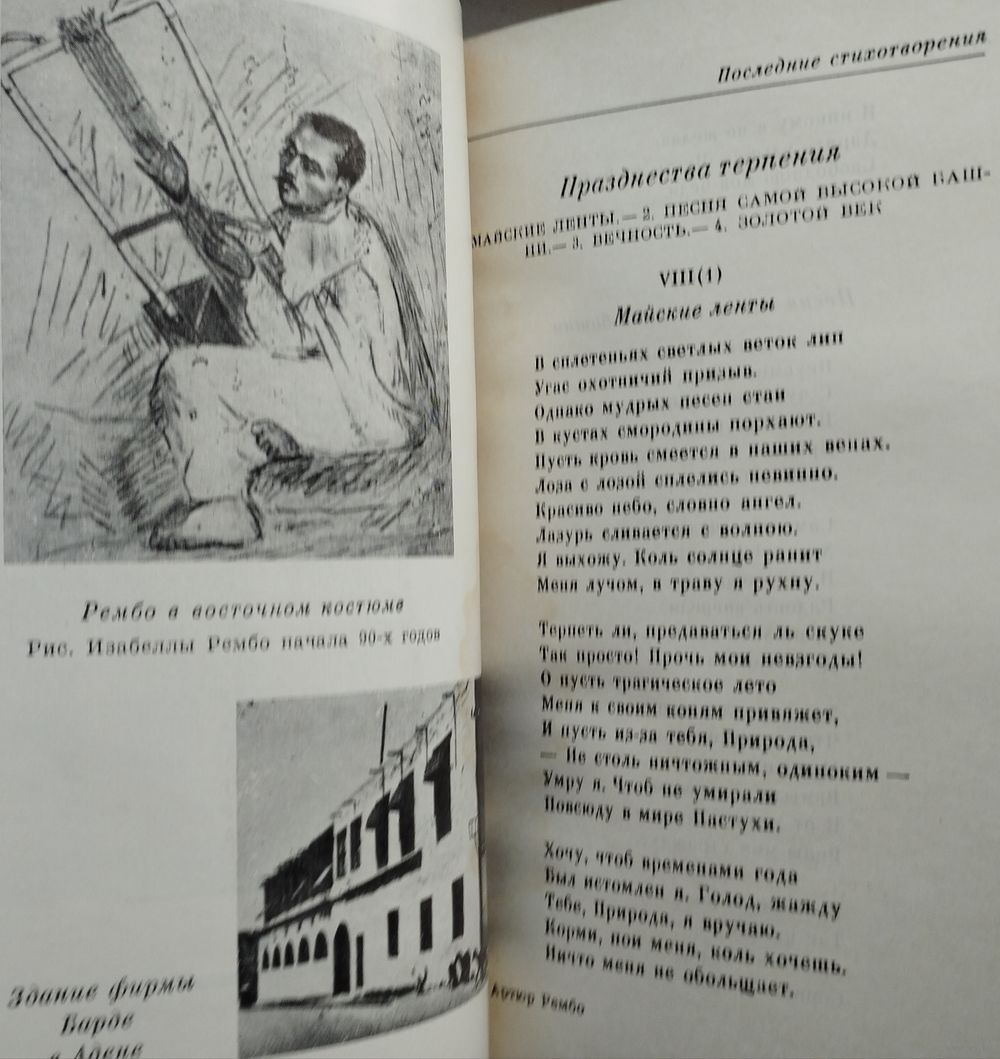 Рембо в восточном костюме
Рис. Изабеллы Рембо начала 90-х годов
Здание фирмы
Барде
в Адене
Последние стихотворения
Празднества терпения
МАЙСКИЕ ЛЕНТЫ.— 2. ПЕСНЯ САМОЙ ВЫСОКОЙ БАШ-
НИ.— 3. ВЕЧНОСТЬ.— 4. ЗОЛОТОЙ ВЕК
VIII(1)
Майские ленты
В сплетеньях светлых веток лип
Угас охотничий призыв.
Однако мудрых песен стаи
В кустах смородины порхают.
Пусть кровь смеется в наших венах.
Лоза с лозой сплелись невинно.
Красиво небо, словно ангел.
Лазурь сливается с волною.
Я выхожу. Коль солнце ранит
Меня лучом, в траву я рухну.
Терпеть ли, предаваться ль скуке
Так просто! Прочь мои невзгоды!
О пусть трагическое лето
Меня к своим коням привяжет,
И пусть из-за тебя, Природа,
— Не столь ничтожным, одиноким —
Умру я. Чтоб не умирали
Повсюду в мире Пастухи.
Хочу, чтоб временами года
Был истомлен я. Голод, жажду
Тебе, Природа, я вручаю.
Корми, пои меня, коль хочешь.
Ничто меня не обольщает.
Артюр Рембо